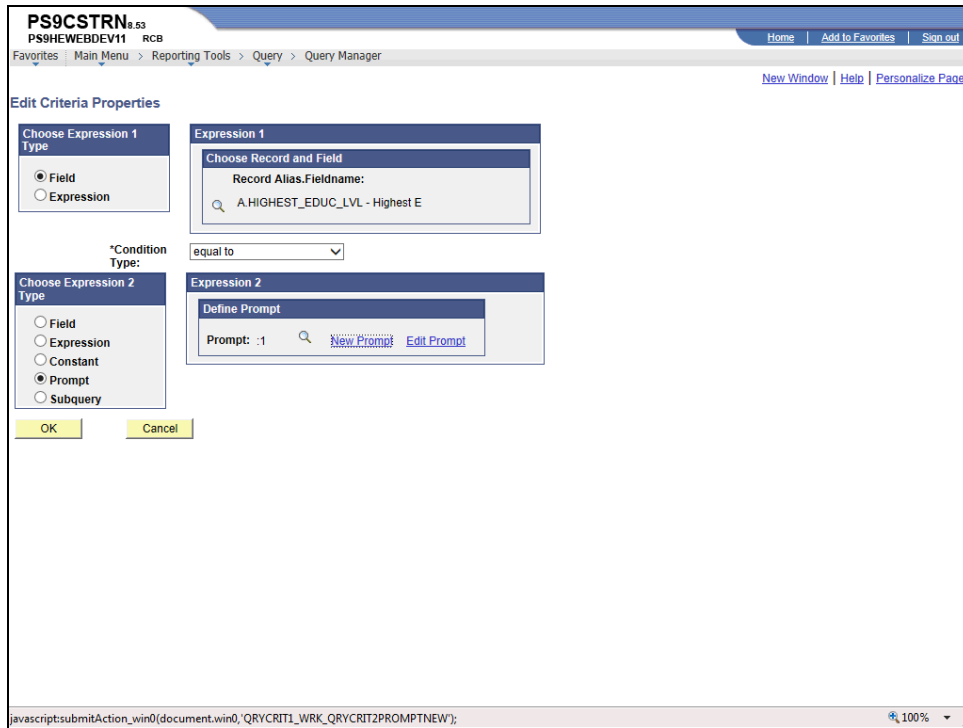 PS9CSTRN8.53
PS9HEWEBDEV11 RCB
Home | Add to Favorites | Sign out
Favorites Main Menu > Reporting Tools > Query > Query Manager
New Window | Help | Personalize Page
Edit Criteria Properties
Choose Expression 1 Type
Field
Expression
Expression 1
Choose Record and Field
Record Alias.Fieldname:
A.HIGHEST_EDUC_LVL - Highest E
*Condition Type:
equal to
Choose Expression 2 Type
Field
Expression
Constant
Prompt
Subquery
Expression 2
Define Prompt
Prompt: :1 New Prompt Edit Prompt
OK Cancel
javascript:submitAction_win0(document.win0,'QRYCRIT1_WRK_QRYCRIT2PROMPTNEW');
100%